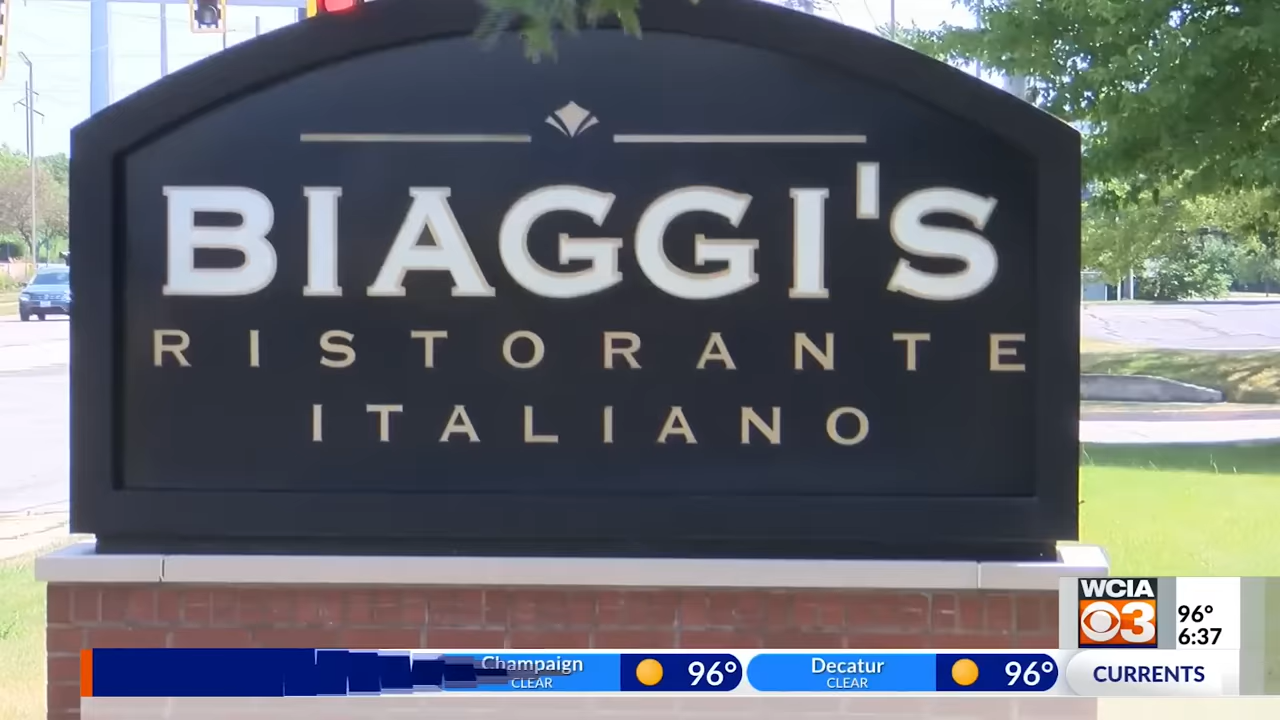 BIAGGI'S
RISTORANTE
ITALIANO
WCIA
3
96°
6:37
Champaign
CLEAR
96°
Decatur
CLEAR
96°
CURRENTS